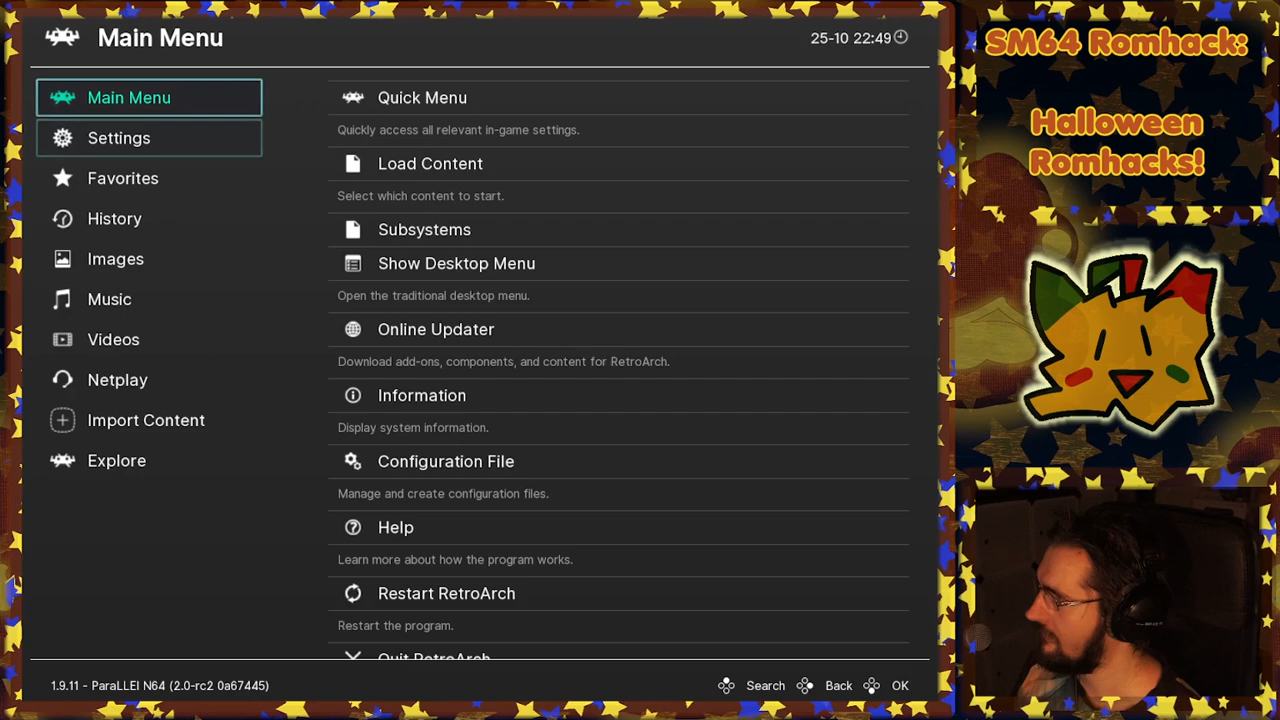 Main Menu
25-10 22:49
Main Menu
Settings
Favorites
History
Images
Music
Videos
Netplay
Import Content
Explore
Quick Menu
Quickly access all relevant in-game settings.
Load Content
Select which content to start.
Subsystems
Show Desktop Menu
Open the traditional desktop menu.
Online Updater
Download add-ons, components, and content for RetroArch.
Information
Display system information.
Configuration File
Manage and create configuration files.
Help
Learn more about how the program works.
Restart RetroArch
Restart the program.
Quit RetroArch
1.9.11 - ParaLLEl N64 (2.0-rc2 0a67445)
Search
Back
OK
SM64 Romhack:
Halloween
Romhacks!